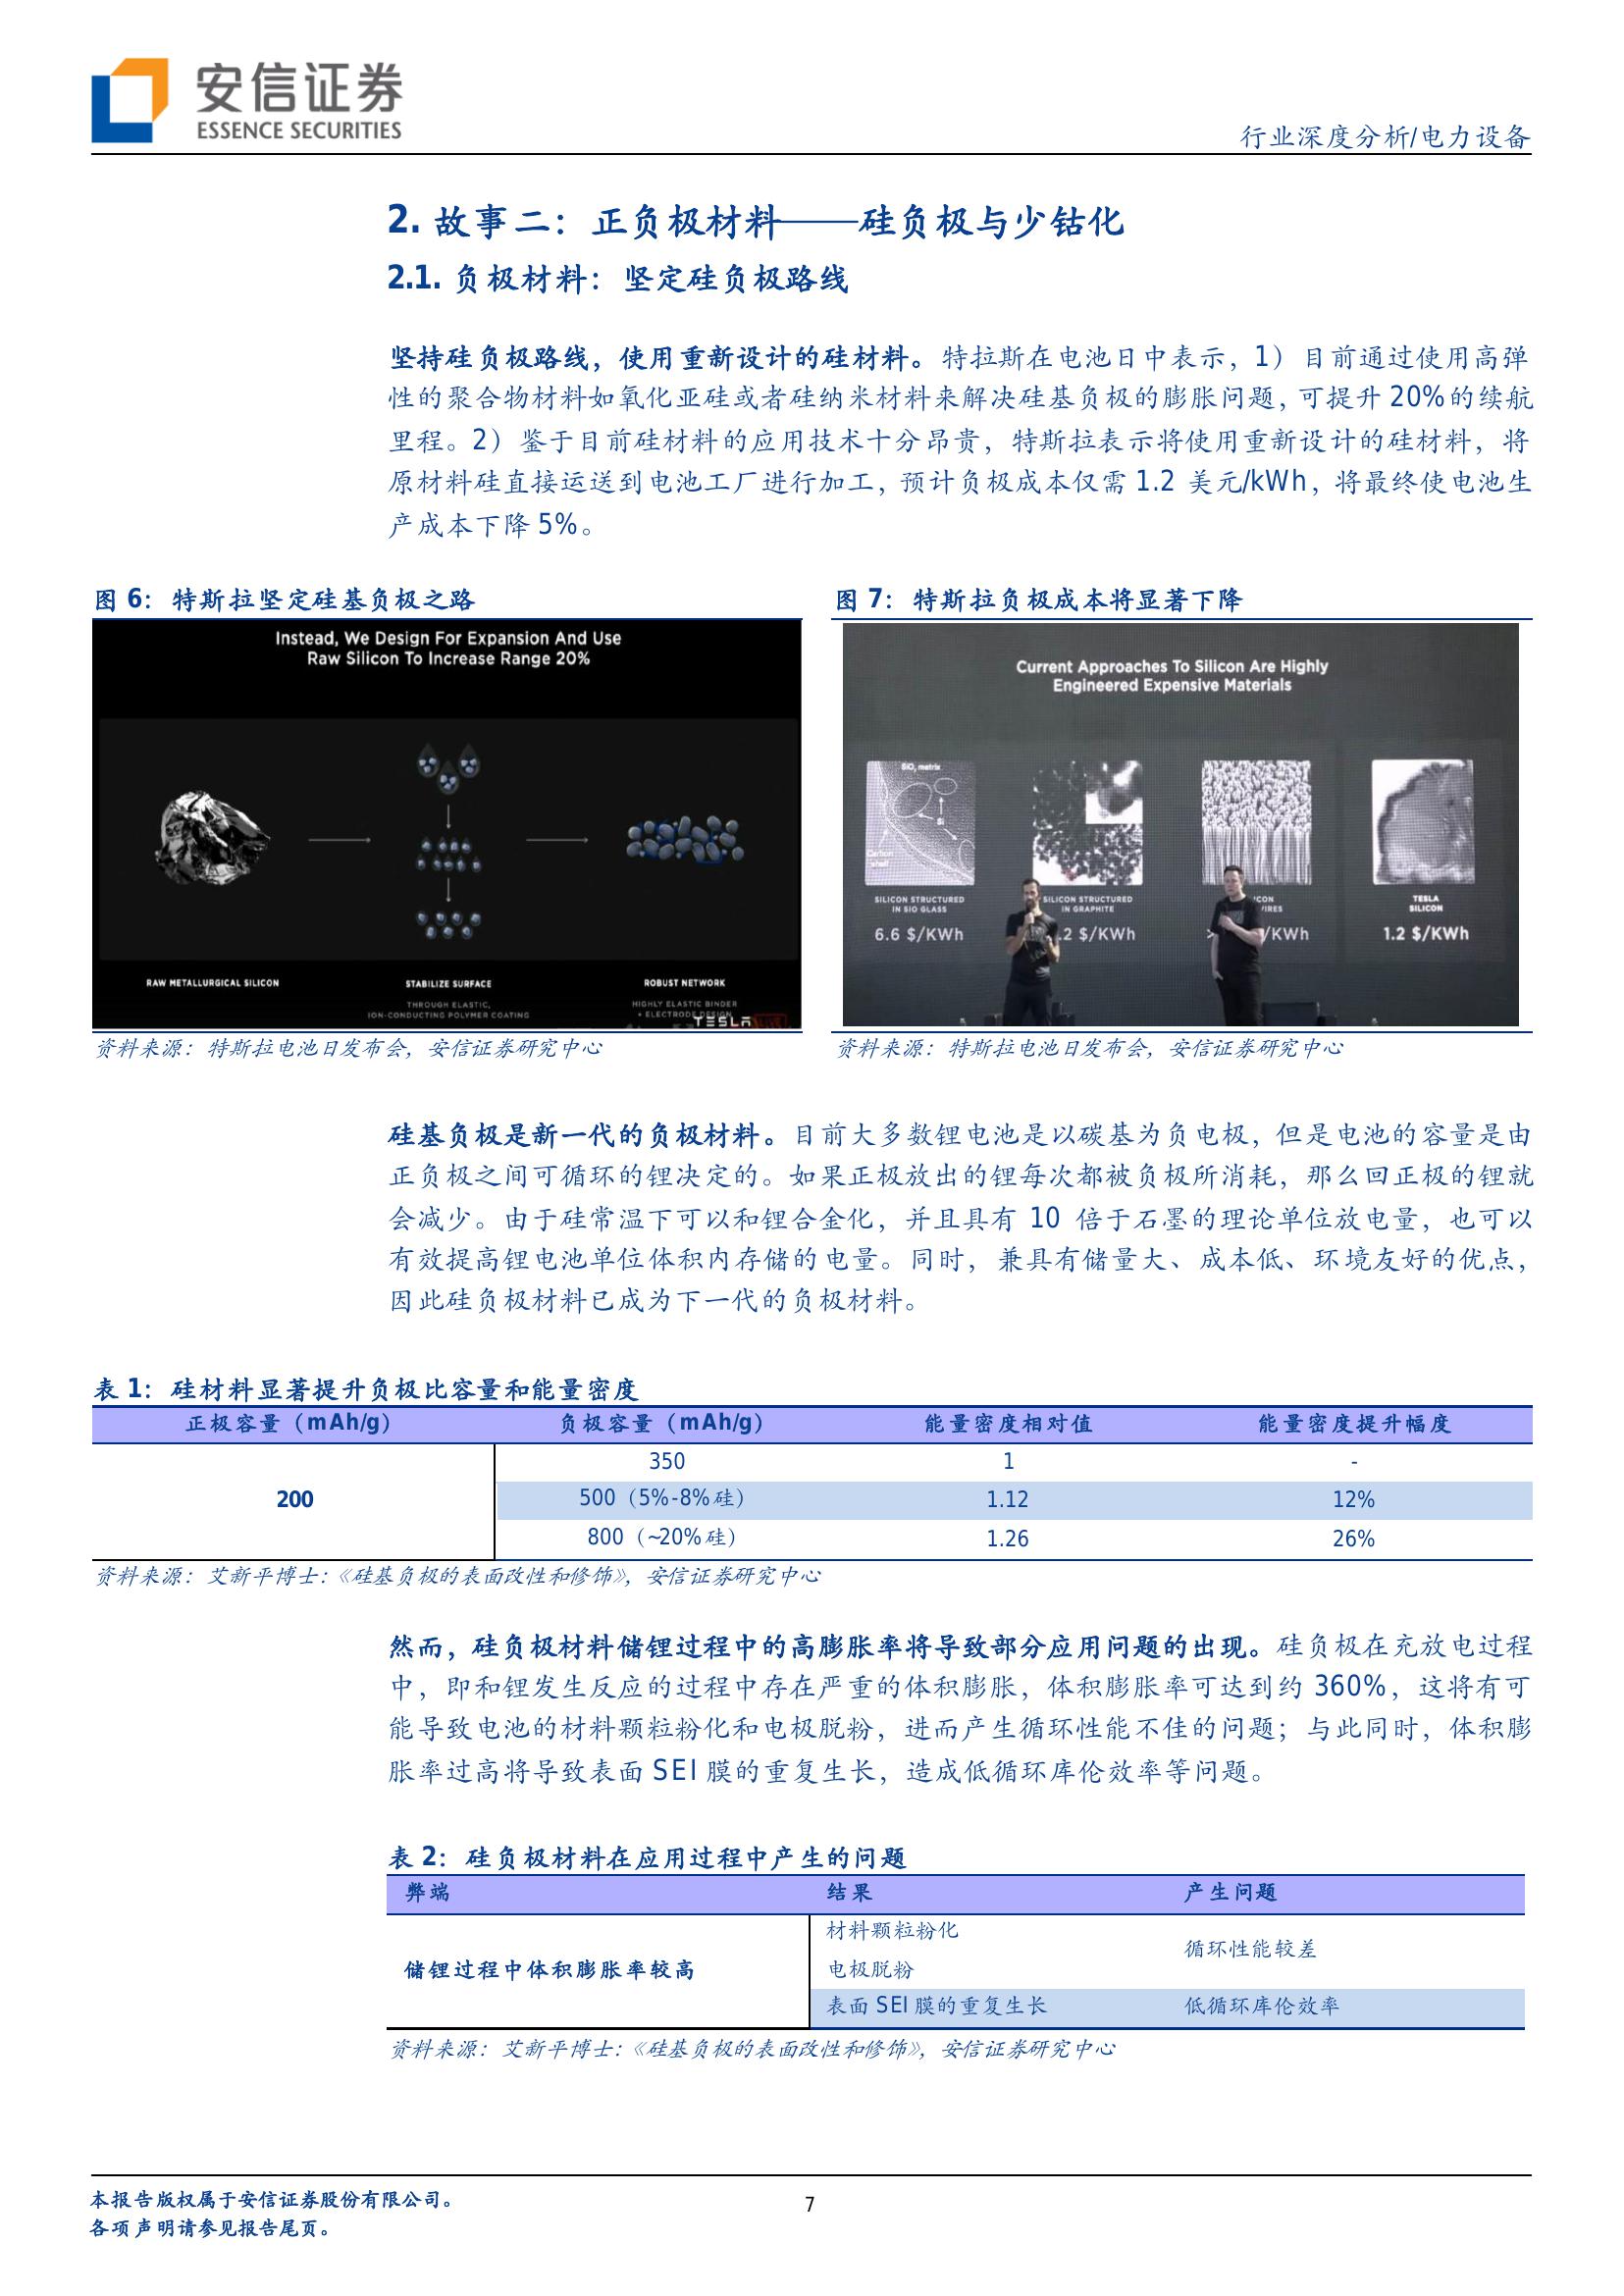 安信证券
ESSENCE SECURITIES
行业深度分析/电力设备
2. 故事二：正负极材料——硅负极与少钴化
2.1. 负极材料：坚定硅负极路线
坚持硅负极路线，使用重新设计的硅材料。特拉斯在电池日中表示，1）目前通过使用高弹
性的聚合物材料如氧化亚硅或者硅纳米材料来解决硅基负极的膨胀问题，可提升 20%的续航
里程。2）鉴于目前硅材料的应用技术十分昂贵，特斯拉表示将使用重新设计的硅材料，将
原材料硅直接运送到电池工厂进行加工，预计负极成本仅需 1.2 美元/kWh，将最终使电池生
产成本下降 5%。
图 6：特斯拉坚定硅基负极之路
Instead, We Design For Expansion And Use
Raw Silicon To Increase Range 20%
RAW METALLURGICAL SILICON
STABILIZE SURFACE
THROUGH ELASTIC,
ION-CONDUCTING POLYMER COATING
ROBUST NETWORK
HIGHLY ELASTIC BINDER
+ ELECTRODE DESIGN
TESLA
资料来源：特斯拉电池日发布会，安信证券研究中心
图 7：特斯拉负极成本将显著下降
Current Approaches To Silicon Are Highly
Engineered Expensive Materials
matrix
Si
Carbon
shell
SILICON STRUCTURED
IN SIO GLASS
6.6 $/KWh
SILICON STRUCTURED
IN GRAPHITE
.2 $/KWh
/KWh
TESLA
SILICON
1.2 $/KWh
资料来源：特斯拉电池日发布会，安信证券研究中心
硅基负极是新一代的负极材料。目前大多数锂电池是以碳基为负电极，但是电池的容量是由
正负极之间可循环的锂决定的。如果正极放出的锂每次都被负极所消耗，那么回正极的锂就
会减少。由于硅常温下可以和锂合金化，并且具有 10 倍于石墨的理论单位放电量，也可以
有效提高锂电池单位体积内存储的电量。同时，兼具有储量大、成本低、环境友好的优点，
因此硅负极材料已成为下一代的负极材料。
表 1：硅材料显著提升负极比容量和能量密度
正极容量（mAh/g） 负极容量（mAh/g） 能量密度相对值 能量密度提升幅度
350 1 -
200 500（5%-8%硅） 1.12 12%
800（~20%硅） 1.26 26%
资料来源：艾新平博士：《硅基负极的表面改性和修饰》，安信证券研究中心
然而，硅负极材料储锂过程中的高膨胀率将导致部分应用问题的出现。硅负极在充放电过程
中，即和锂发生反应的过程中存在严重的体积膨胀，体积膨胀率可达到约 360%，这将有可
能导致电池的材料颗粒粉化和电极脱粉，进而产生循环性能不佳的问题；与此同时，体积膨
胀率过高将导致表面 SEI 膜的重复生长，造成低循环库伦效率等问题。
表 2：硅负极材料在应用过程中产生的问题
弊端 结果 产生问题
材料颗粒粉化
循环性能较差
储锂过程中体积膨胀率较高 电极脱粉
表面 SEI 膜的重复生长 低循环库伦效率
资料来源：艾新平博士：《硅基负极的表面改性和修饰》，安信证券研究中心
本报告版权属于安信证券股份有限公司。
各项声明请参见报告尾页。
7